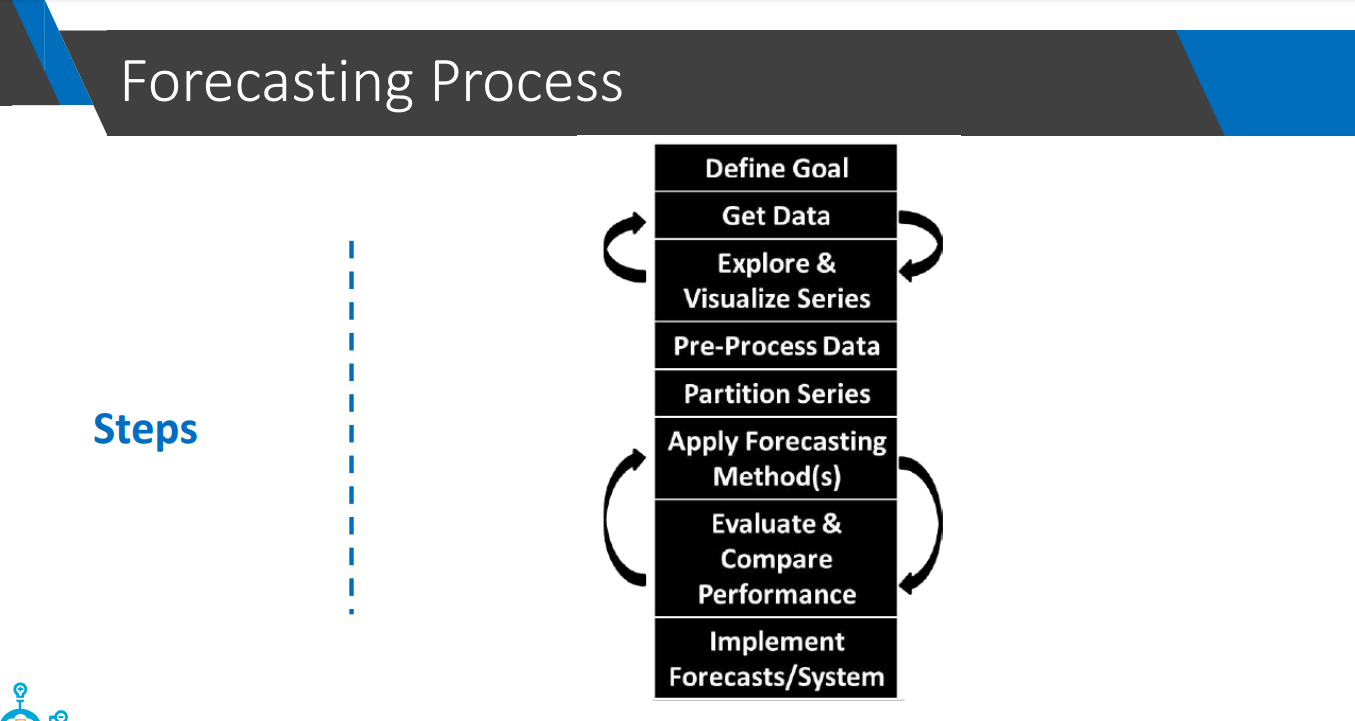 Forecasting Process
Steps
Define Goal
Get Data
Explore &
Visualize Series
Pre-Process Data
Partition Series
Apply Forecasting
Method(s)
Evaluate &
Compare
Performance
Implement
Forecasts/System